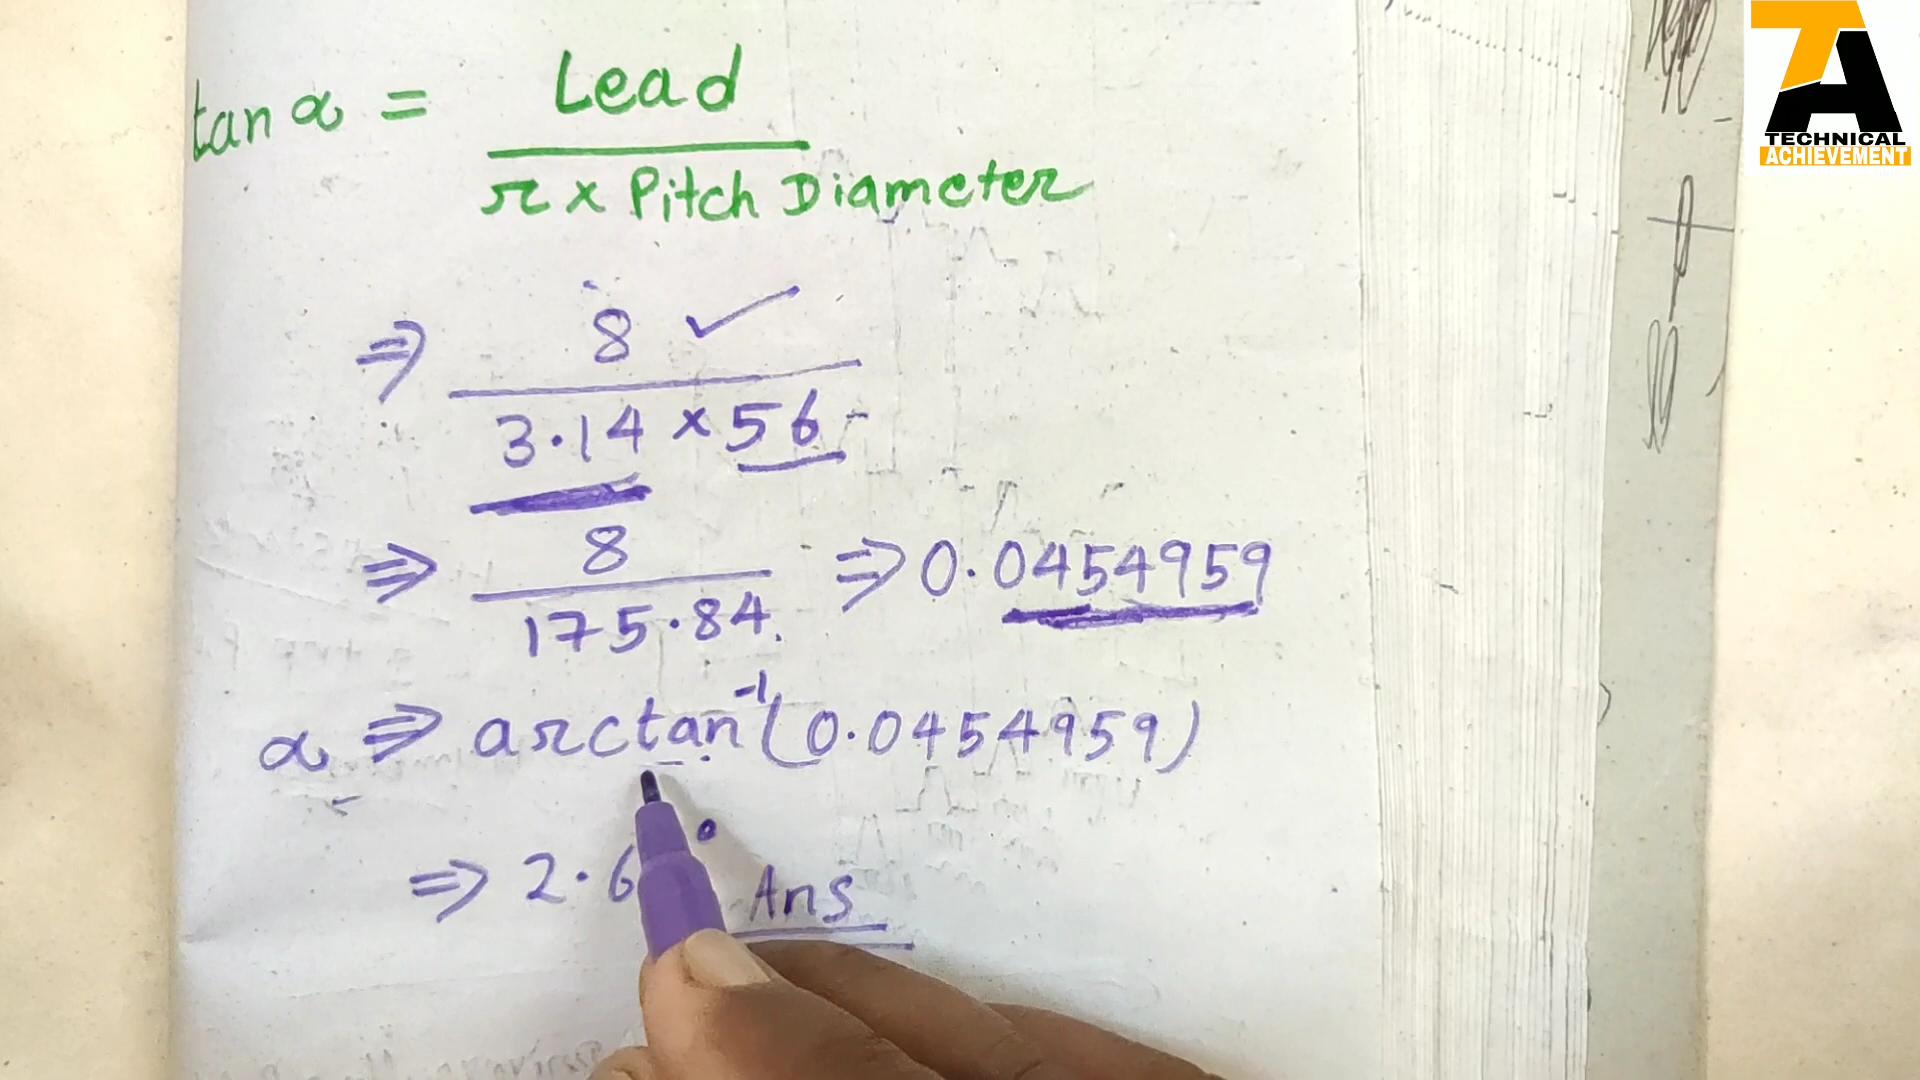 tan α = Lead
π × Pitch Diameter
⇒ 8 ✓
3.14 × 56
⇒ 8
175.84 ⇒ 0.0454959
α ⇒ arctan⁻¹(0.0454959)
⇒ 2.6 ° Ans
TA
TECHNICAL
ACHIEVEMENT